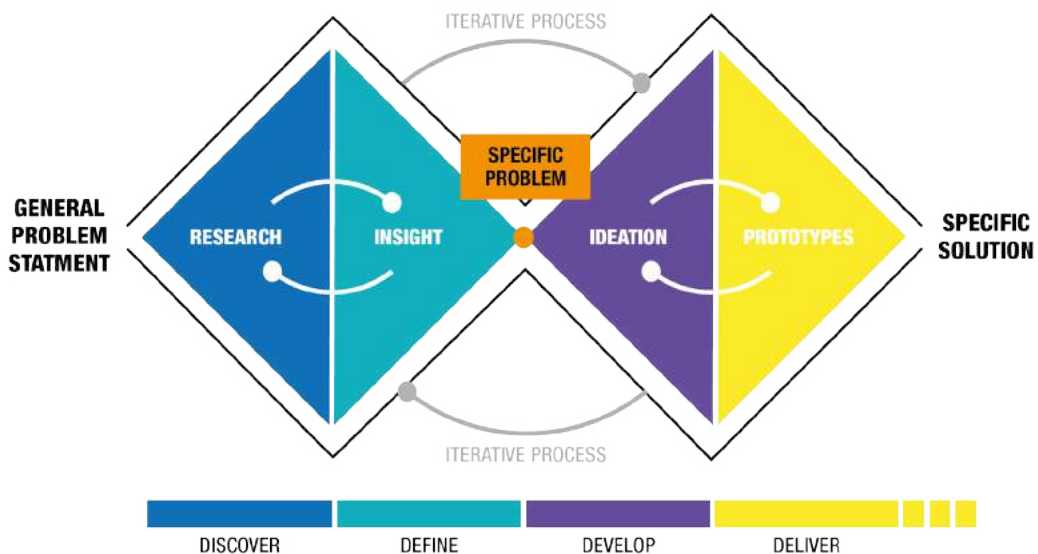 ITERATIVE PROCESS
SPECIFIC
PROBLEM
GENERAL
PROBLEM
STATMENT
RESEARCH
INSIGHT
IDEATION
PROTOTYPES
SPECIFIC
SOLUTION
ITERATIVE PROCESS
DISCOVER
DEFINE
DEVELOP
DELIVER